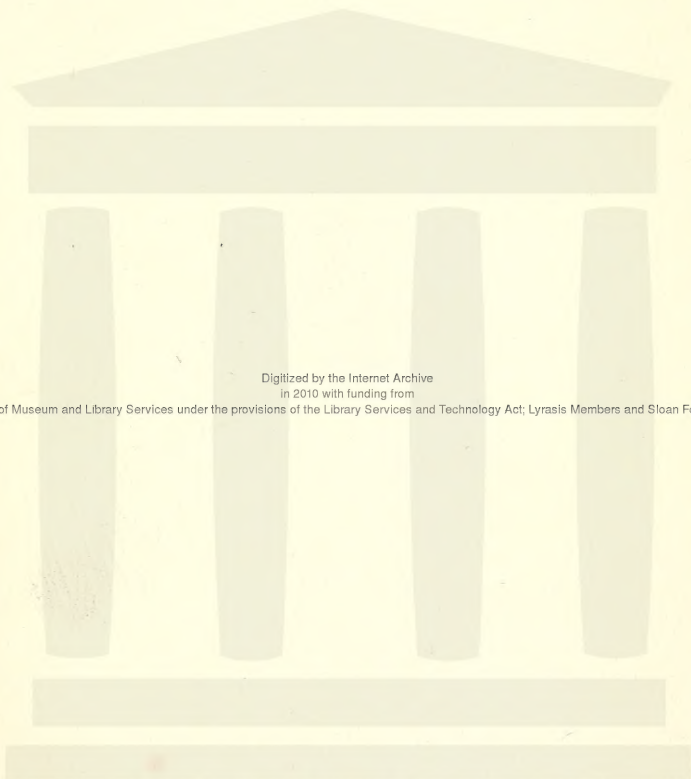 Digitized by the Internet Archive
in 2010 with funding from
of Museum and Library Services under the provisions of the Library Services and Technology Act; Lyrasis Members and Sloan